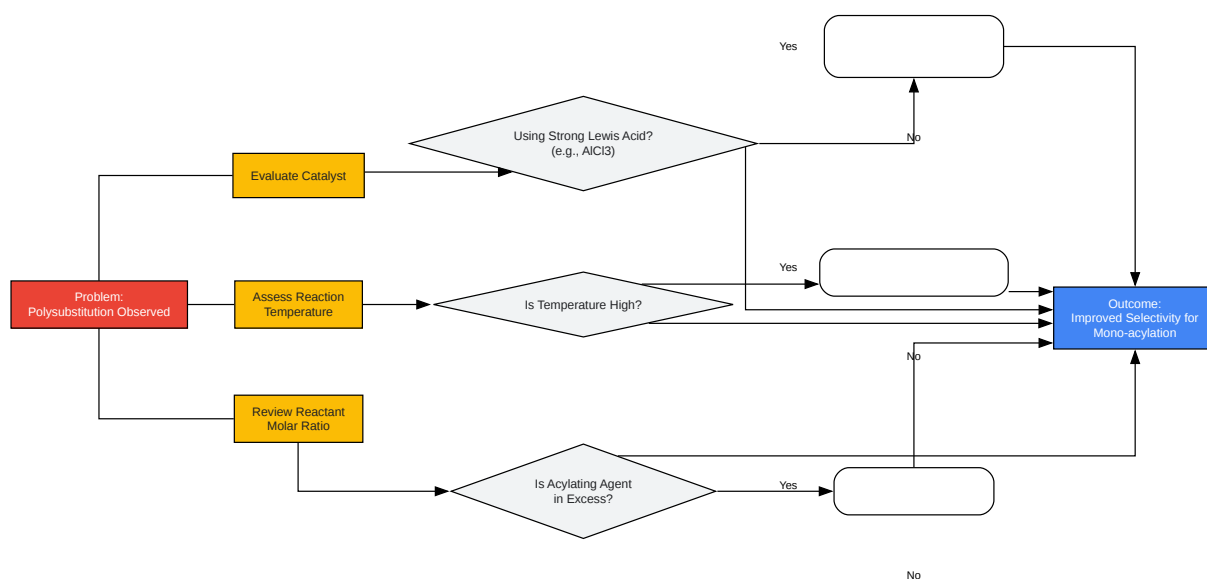 Yes
Using Strong Lewis Acid?
(e.g., AlCl3)
No
Evaluate Catalyst
Yes
Problem:
Polysubstitution Observed
Assess Reaction
Temperature
Is Temperature High?
Outcome:
Improved Selectivity for
Mono-acylation
No
Review Reactant
Molar Ratio
Is Acylating Agent
in Excess?
Yes
No